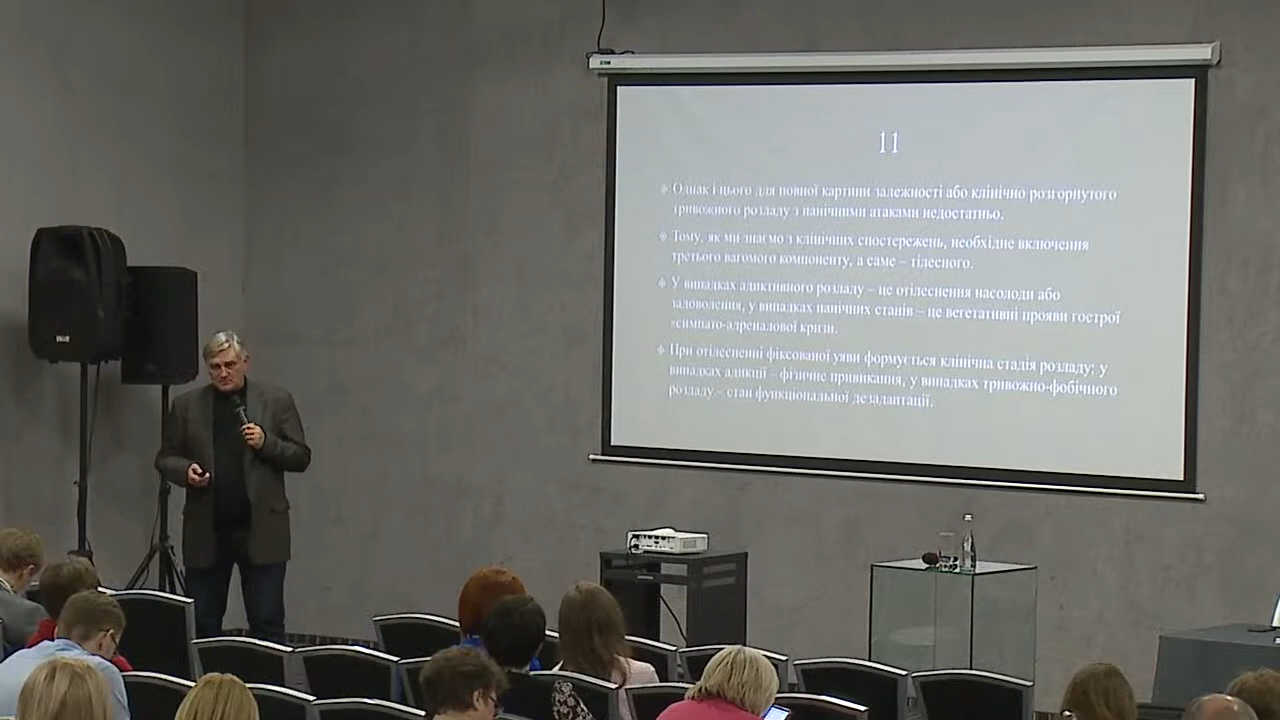 11
Однак і цього для повної картини залежності або клінічно розгорнутого
тривожного розладу з панічними атаками недостатньо.
Тому, як ми знаємо з клінічних спостережень, необхідне включення
третього вагомого компоненту, а саме – тілесного.
У випадках адиктивного розладу – це отілеснення насолоди або
задоволення, у випадках панічних станів – це вегетативні прояви гострої
симпато-адреналової кризи.
При отілесненні фіксованої уяви формується клінічна стадія розладу: у
випадках адикції – фізичне привикання, у випадках тривожно-фобічного
розладу – стан функціональної дезадаптації.